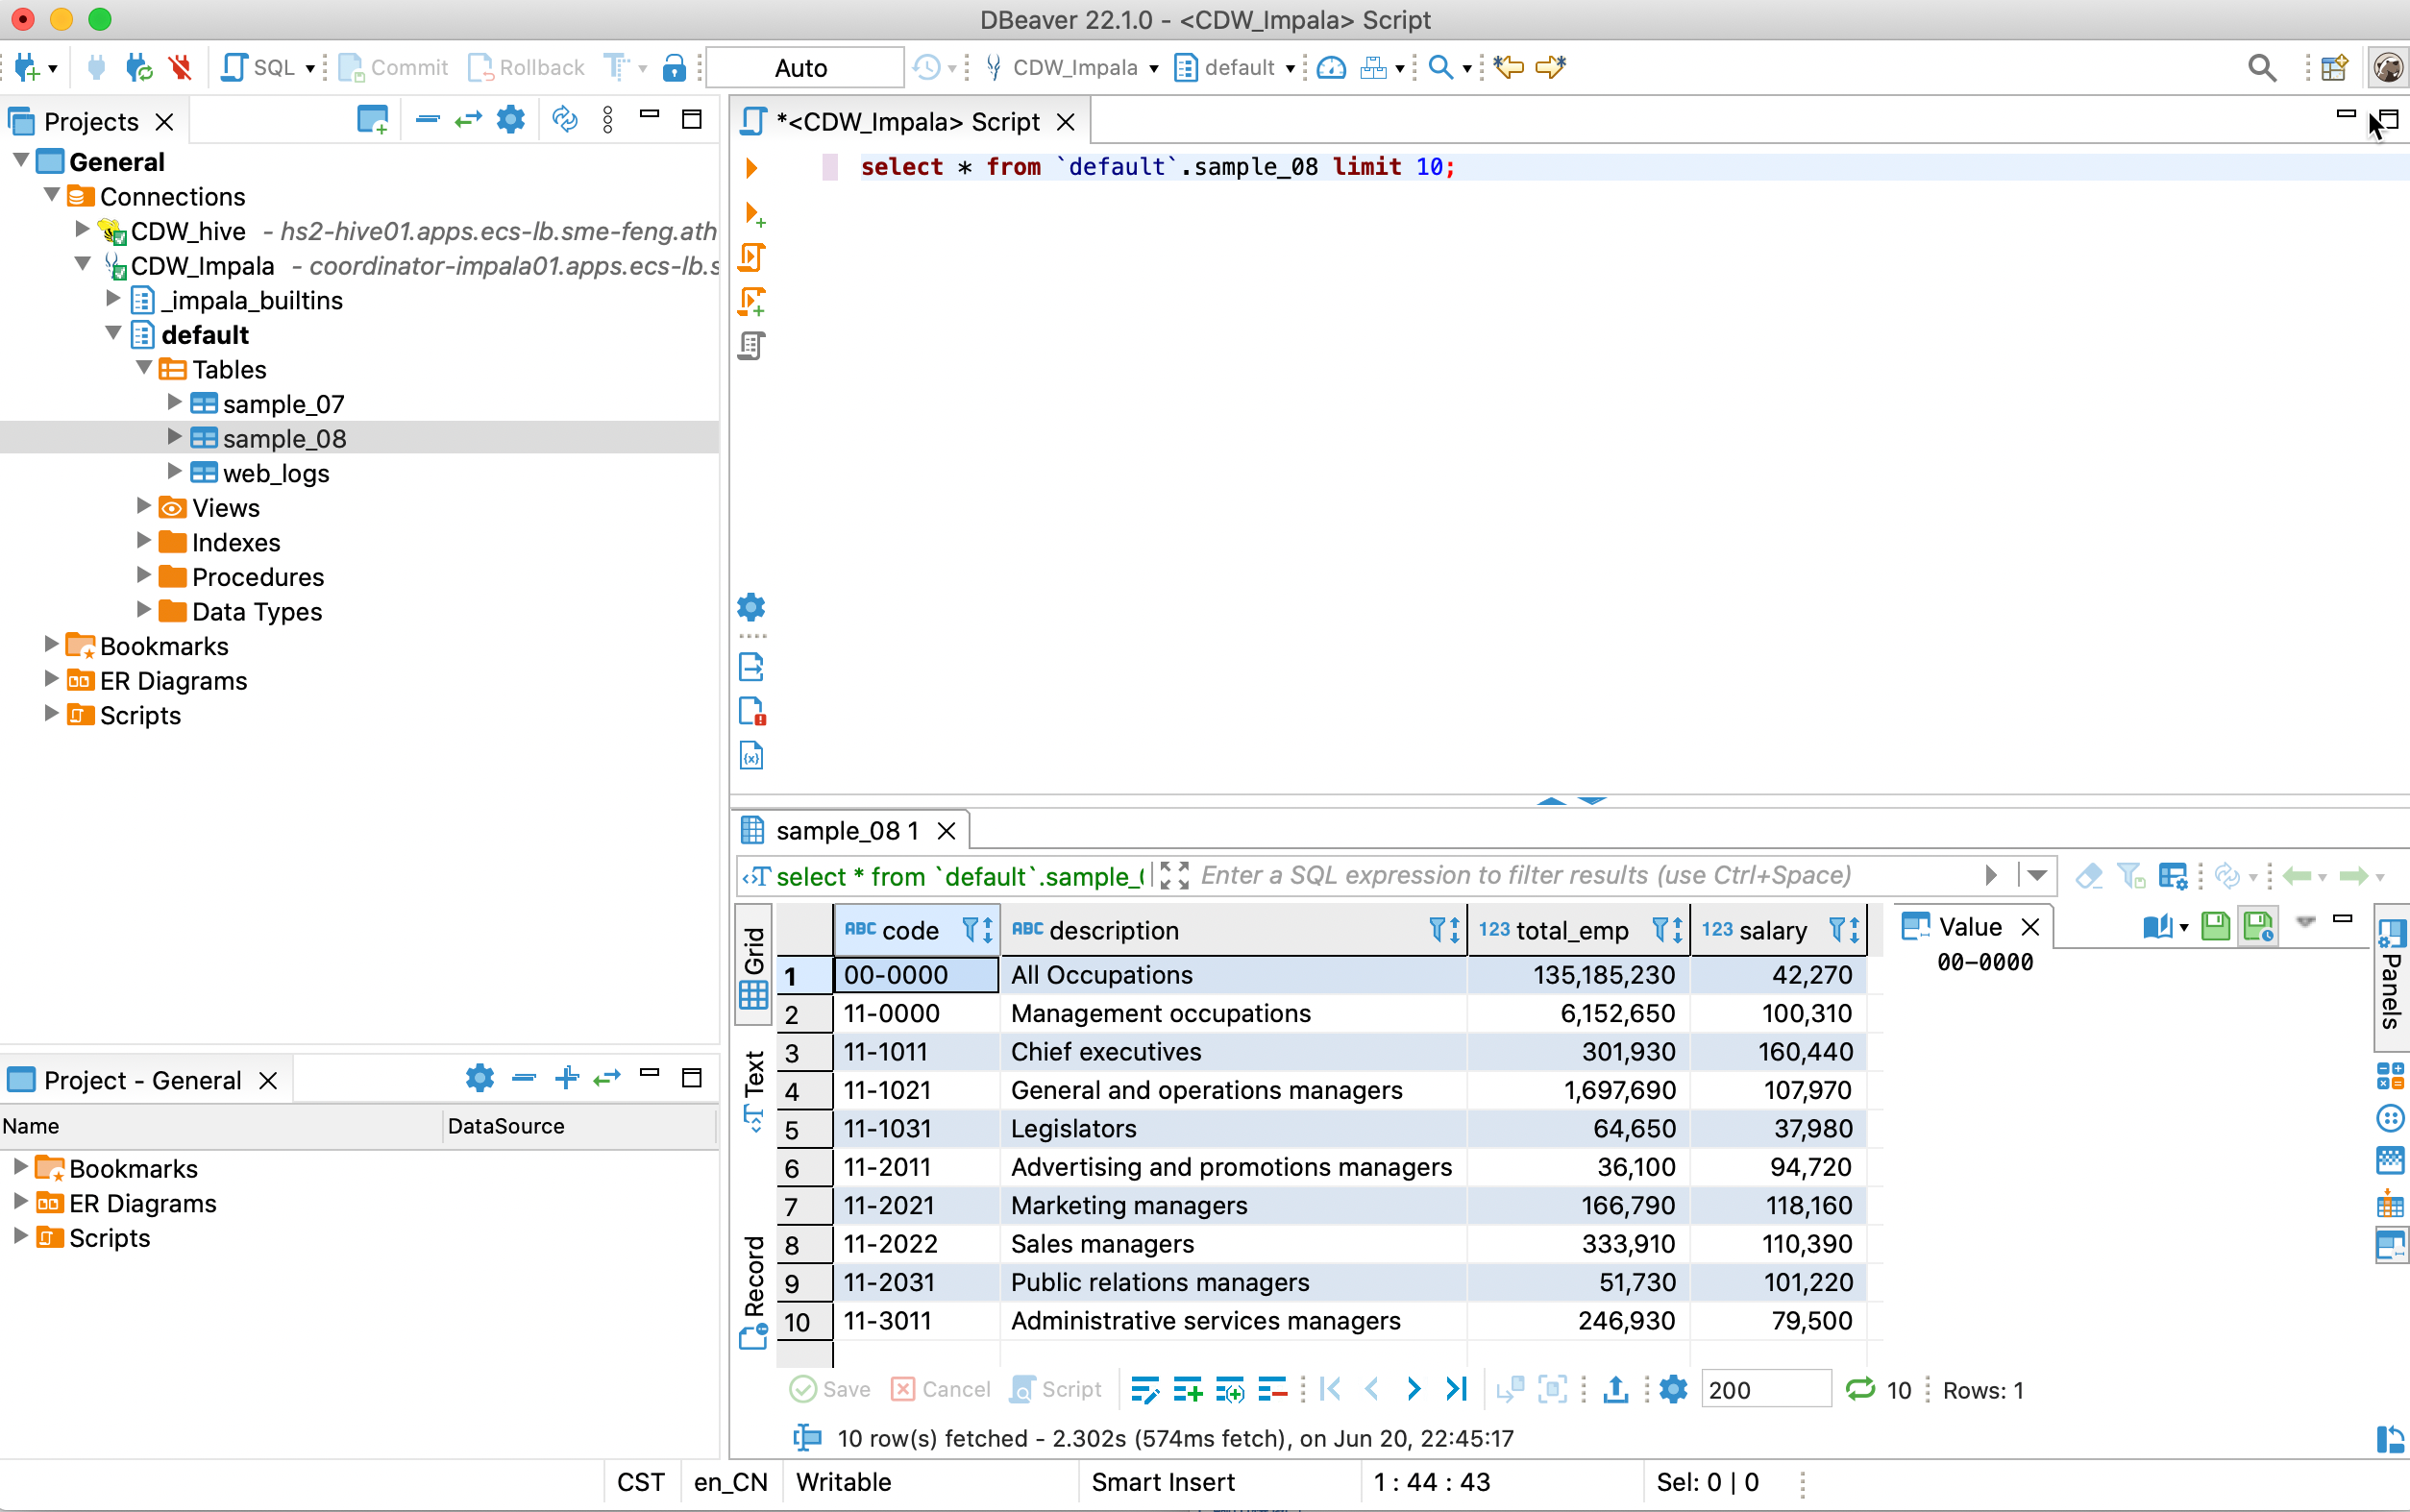 DBeaver 22.1.0 - <CDW_Impala> Script
SQL Commit Rollback Auto CDW_Impala default
Projects
General
Connections
CDW_hive - hs2-hive01.apps.ecs-lb.sme-feng.ath
CDW_Impala - coordinator-impala01.apps.ecs-lb.s
_impala_builtins
default
Tables
sample_07
sample_08
web_logs
Views
Indexes
Procedures
Data Types
Bookmarks
ER Diagrams
Scripts
Project - General
Name DataSource
Bookmarks
ER Diagrams
Scripts
*<CDW_Impala> Script
select * from `default`.sample_08 limit 10;
sample_08 1
select * from `default`.sample_( Enter a SQL expression to filter results (use Ctrl+Space)
Grid
Text
Record
ABC code ABC description 123 total_emp 123 salary
1 00-0000 All Occupations 135,185,230 42,270
2 11-0000 Management occupations 6,152,650 100,310
3 11-1011 Chief executives 301,930 160,440
4 11-1021 General and operations managers 1,697,690 107,970
5 11-1031 Legislators 64,650 37,980
6 11-2011 Advertising and promotions managers 36,100 94,720
7 11-2021 Marketing managers 166,790 118,160
8 11-2022 Sales managers 333,910 110,390
9 11-2031 Public relations managers 51,730 101,220
10 11-3011 Administrative services managers 246,930 79,500
Value
00-0000
Panels
Save Cancel Script 200 10 Rows: 1
10 row(s) fetched - 2.302s (574ms fetch), on Jun 20, 22:45:17
CST en_CN Writable Smart Insert 1 : 44 : 43 Sel: 0 | 0